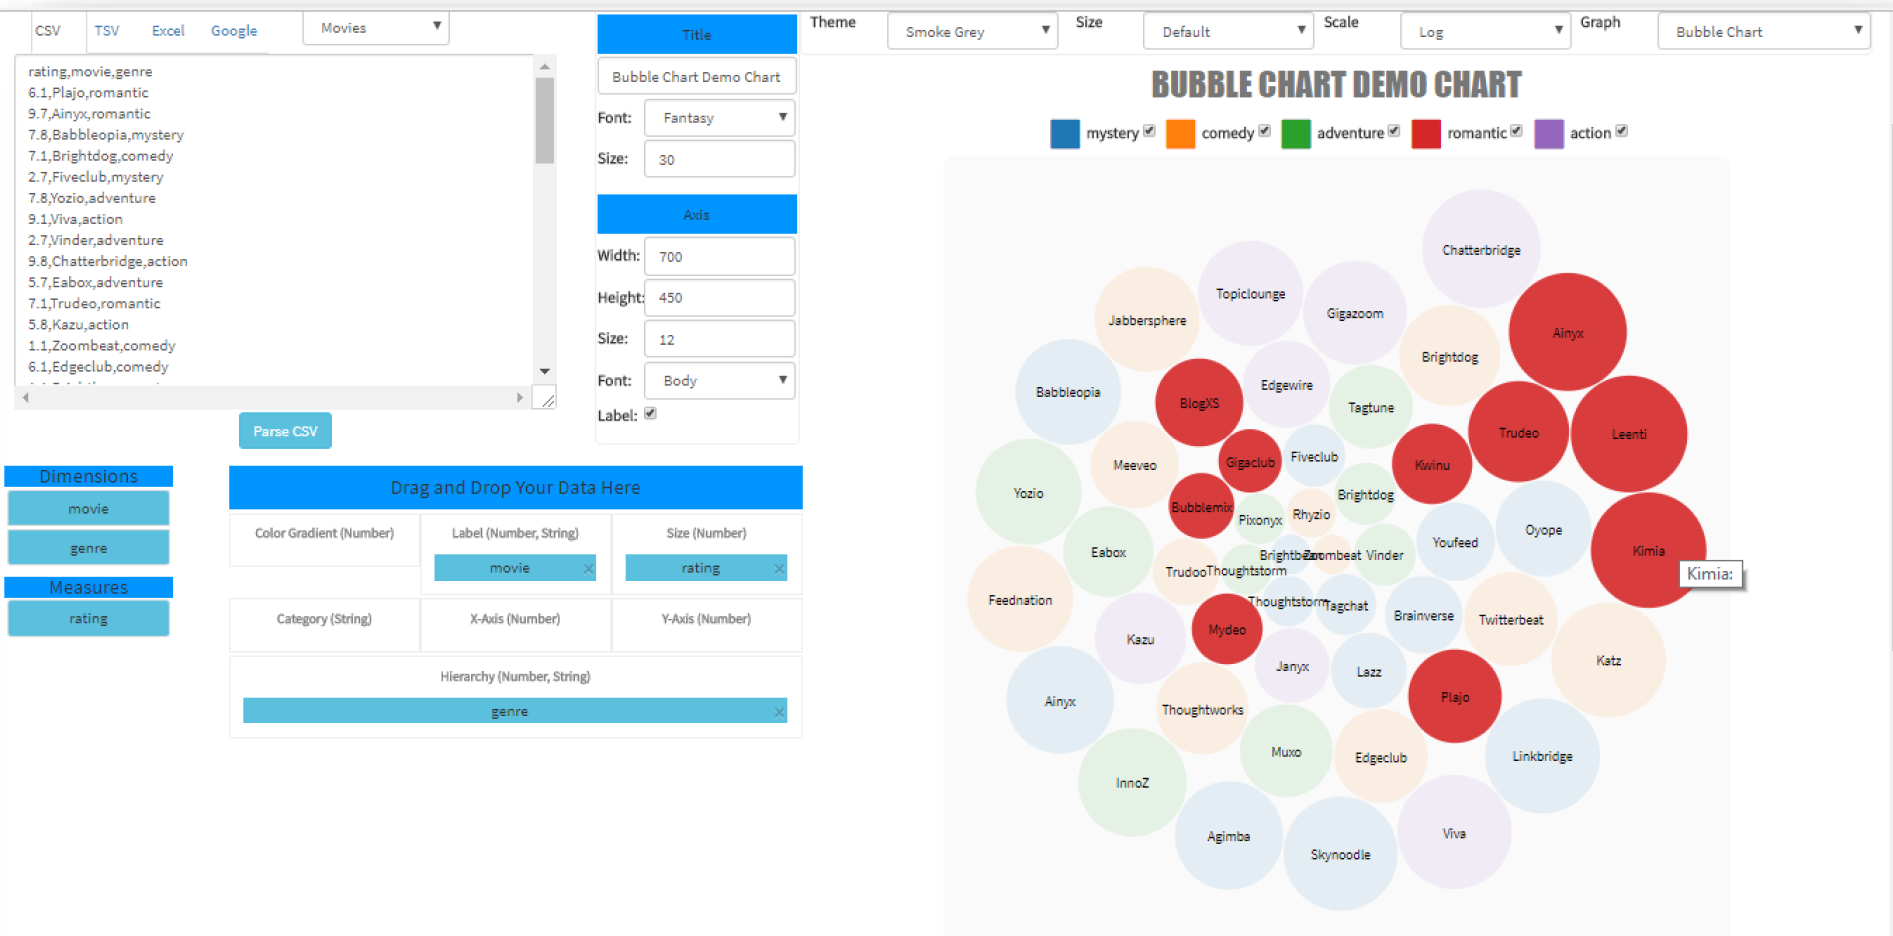 CSV TSV Excel Google Movies
rating,movie,genre
6.1,Plajo,romantic
9.7,Ainyx,romantic
7.8,Babbleopia,mystery
7.1,Brightdog,comedy
2.7,Fiveclub,mystery
7.8,Yozio,adventure
9.1,Viva,action
2.7,Vinder,adventure
9.8,Chatterbridge,action
5.7,Eabox,adventure
7.1,Trudeo,romantic
5.8,Kazu,action
1.1,Zoombeat,comedy
6.1,Edgeclub,comedy
Parse CSV
Title
Bubble Chart Demo Chart
Font: Fantasy
Size: 30
Axis
Width: 700
Height: 450
Size: 12
Font: Body
Label:
Dimensions
movie
genre
Measures
rating
Drag and Drop Your Data Here
Color Gradient (Number) Label (Number, String) Size (Number)
movie × rating ×
Category (String) X-Axis (Number) Y-Axis (Number)
Hierarchy (Number, String)
genre ×
Theme Smoke Grey Size Default Scale Log Graph Bubble Chart
BUBBLE CHART DEMO CHART
mystery comedy adventure romantic action
Chatterbridge
Topiclounge
Gigazoom
Jabbersphere
Ainyx
Brightdog
Edgewire
Babbleopia
BlogXS
Tagtune
Trudeo
Leenti
Fiveclub
Gigaclub
Meeveo
Kwinu
Yozio
Brightdog
Bubblemix
Rhyzio
Pixonyx
Oyope
Youfeed
Eabox
Kimia
Brightbean
Zoombeat
Vinder
Trudoo
Thoughtstorm
Kimia:
Feednation
Thoughtstorm
Tagchat
Brainverse
Twitterbeat
Mydeo
Kazu
Katz
Janyx
Lazz
Plajo
Ainyx
Thoughtworks
Muxo
Edgeclub
Linkbridge
InnoZ
Viva
Agimba
Skynoodle